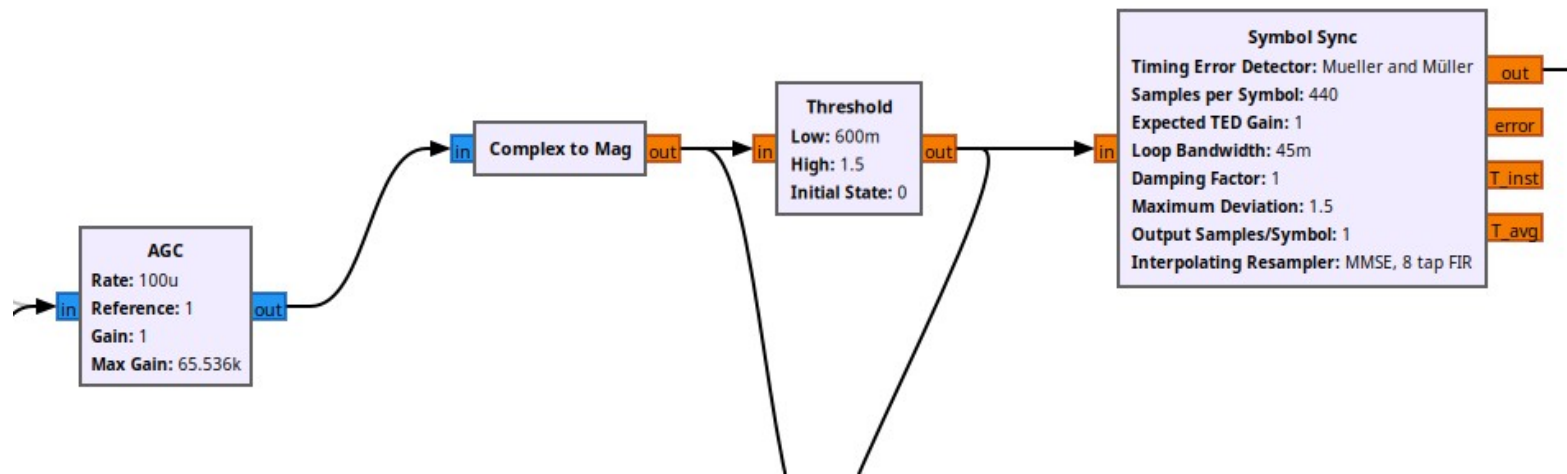 AGC
Rate: 100u
Reference: 1
Gain: 1
Max Gain: 65.536k
in
out
in
Complex to Mag
out
Threshold
Low: 600m
High: 1.5
Initial State: 0
in
out
Symbol Sync
Timing Error Detector: Mueller and Müller
Samples per Symbol: 440
Expected TED Gain: 1
Loop Bandwidth: 45m
Damping Factor: 1
Maximum Deviation: 1.5
Output Samples/Symbol: 1
Interpolating Resampler: MMSE, 8 tap FIR
in
out
error
T_inst
T_avg